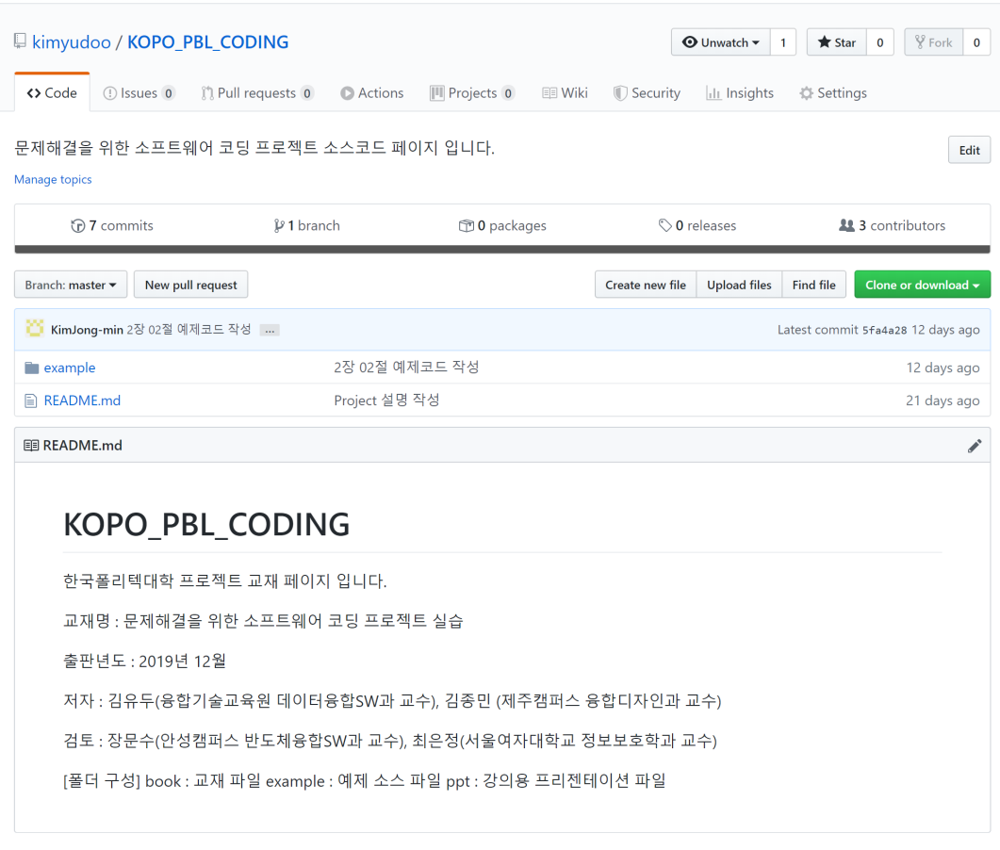 kimyudoo / KOPO_PBL_CODING
Unwatch 1 Star 0 Fork 0
Code Issues 0 Pull requests 0 Actions Projects 0 Wiki Security Insights Settings
문제해결을 위한 소프트웨어 코딩 프로젝트 소스코드 페이지 입니다. Edit
Manage topics
7 commits 1 branch 0 packages 0 releases 3 contributors
Branch: master New pull request Create new file Upload files Find file Clone or download
KimJong-min 2장 02절 예제코드 작성 ... Latest commit 5fa4a28 12 days ago
example 2장 02절 예제코드 작성 12 days ago
README.md Project 설명 작성 21 days ago
README.md
KOPO_PBL_CODING
한국폴리텍대학 프로젝트 교재 페이지 입니다.
교재명 : 문제해결을 위한 소프트웨어 코딩 프로젝트 실습
출판년도 : 2019년 12월
저자 : 김유두(융합기술교육원 데이터융합SW과 교수), 김종민 (제주캠퍼스 융합디자인과 교수)
검토 : 장문수(안성캠퍼스 반도체융합SW과 교수), 최은정(서울여자대학교 정보보호학과 교수)
[폴더 구성] book : 교재 파일 example : 예제 소스 파일 ppt : 강의용 프리젠테이션 파일